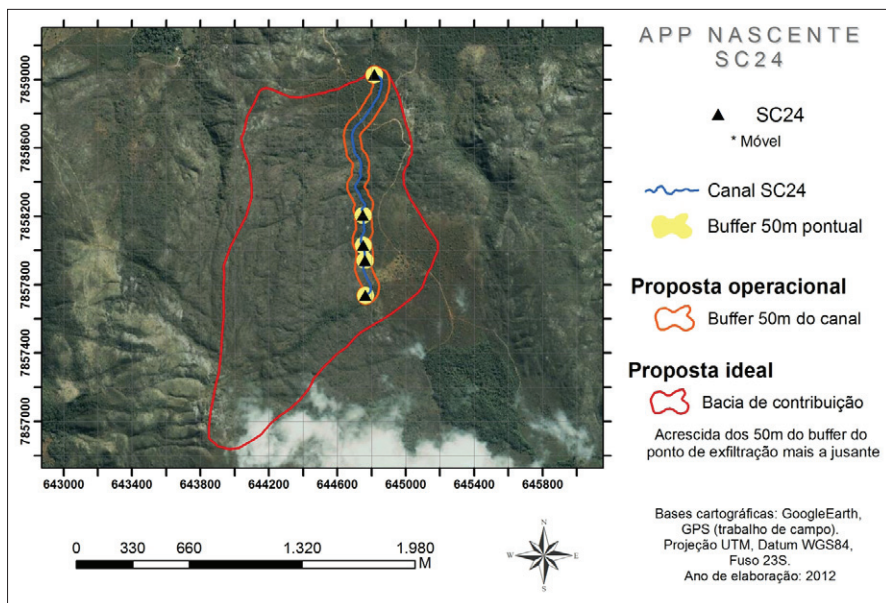 APP NASCENTE
SC24
SC24
* Móvel
Canal SC24
Buffer 50m pontual
Proposta operacional
Buffer 50m do canal
Proposta ideal
Bacia de contribuição
Acrescida dos 50m do buffer do
ponto de exfiltração mais a jusante
Bases cartográficas: GoogleEarth,
GPS (trabalho de campo).
Projeção UTM, Datum WGS84,
Fuso 23S.
Ano de elaboração: 2012
7859000
7858600
7858200
7857800
7857400
7857000
643000 643400 643800 644200 644600 645000 645400 645800
0 330 660 1.320 1.980
M
N
W E
S